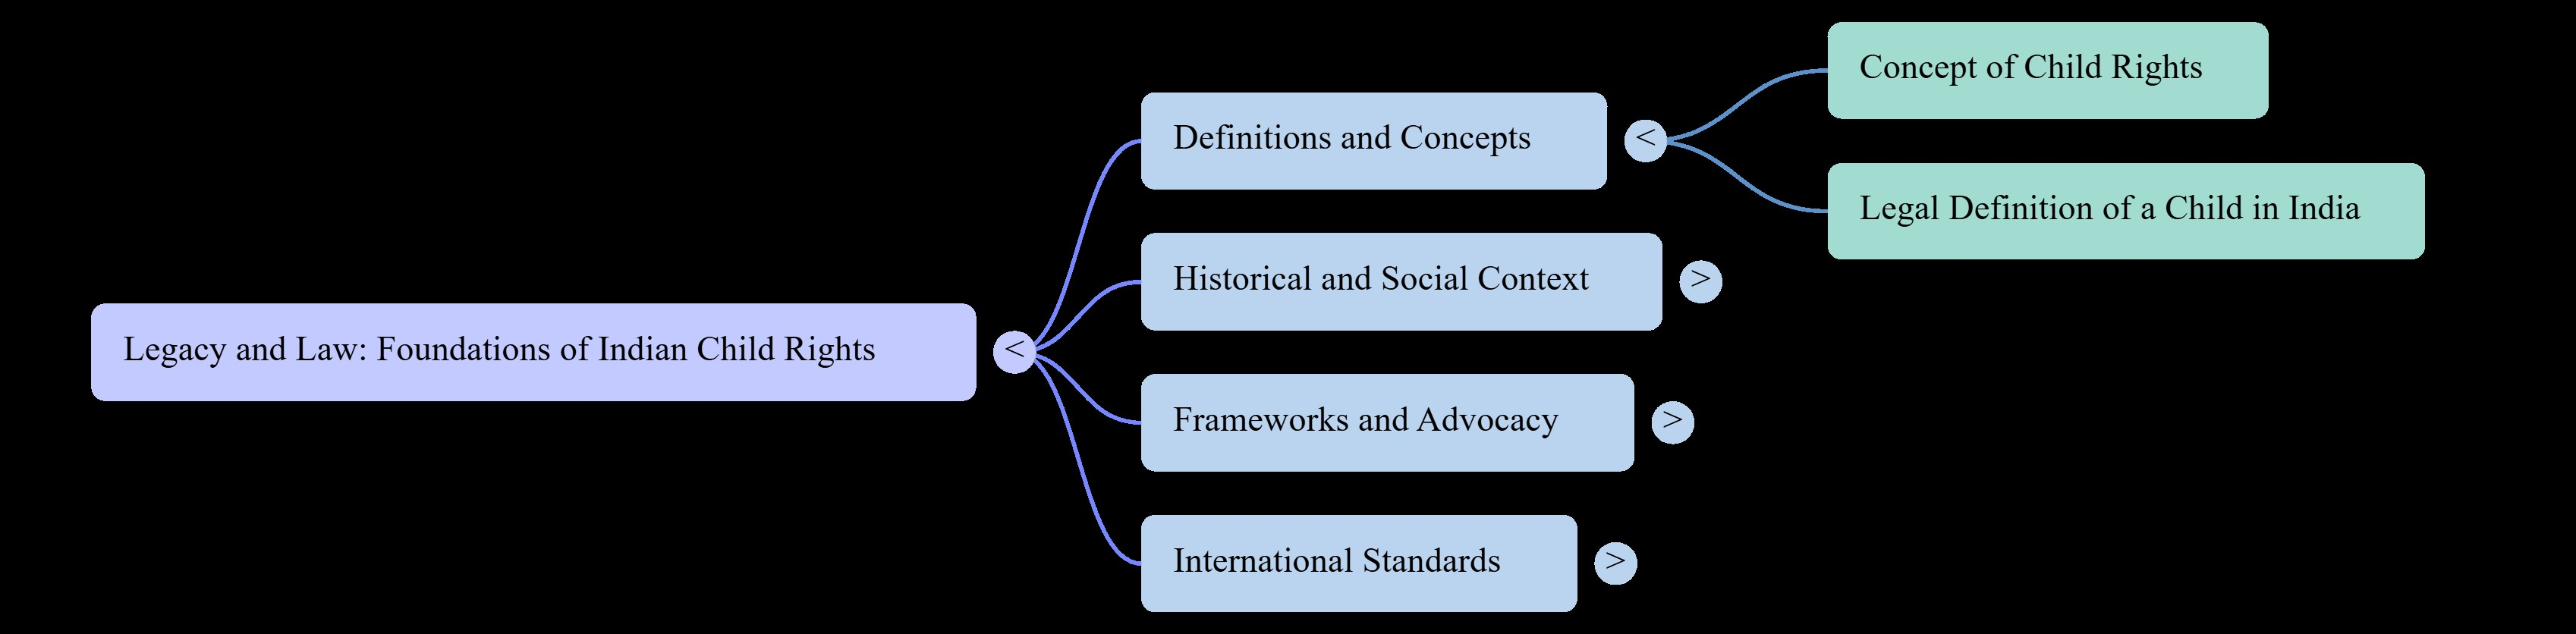 Legacy and Law: Foundations of Indian Child Rights
<
Definitions and Concepts
<
Concept of Child Rights
Legal Definition of a Child in India
Historical and Social Context
>
Frameworks and Advocacy
>
International Standards
>